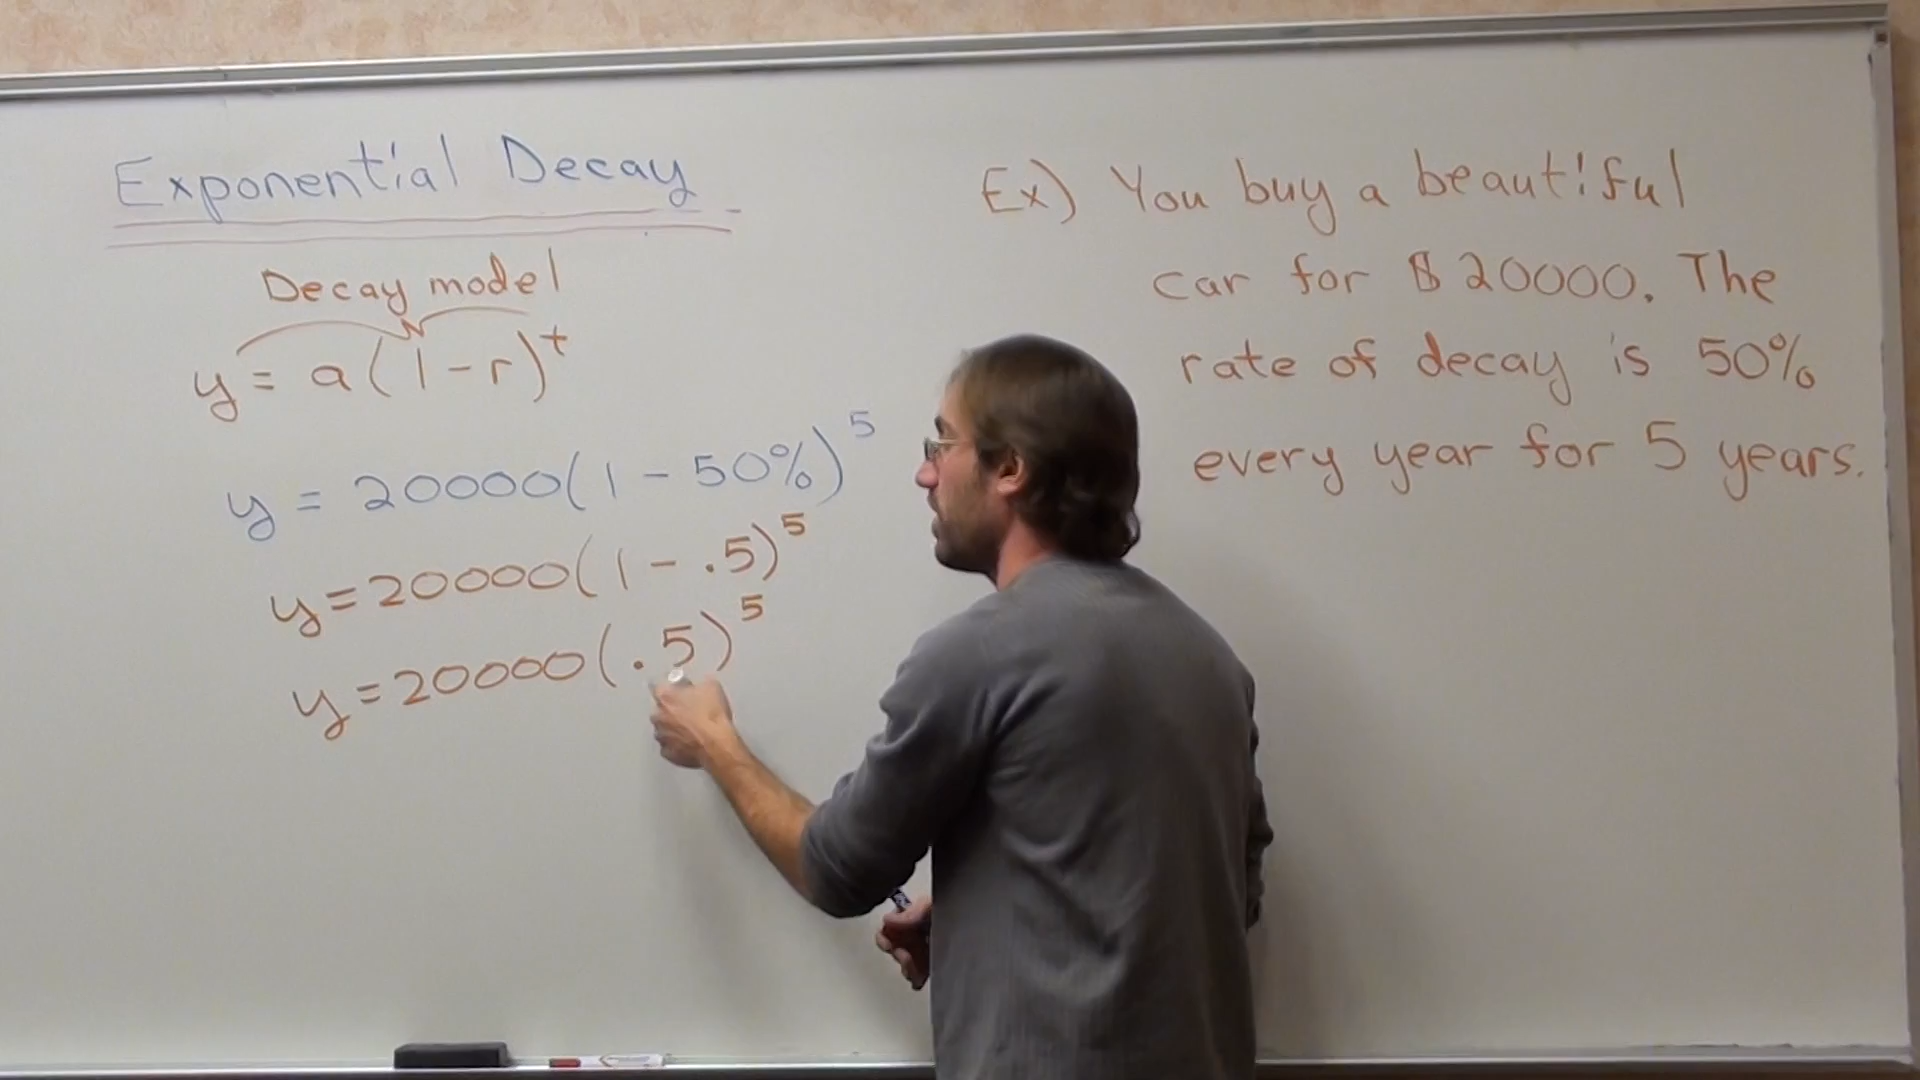 Exponential Decay
Decay model
y = a(1-r)^t
y = 20000(1 - 50%)^5
y = 20000(1 - .5)^5
y = 20000(.5)^5
Ex) You buy a beautiful
car for $20000. The
rate of decay is 50%
every year for 5 years.